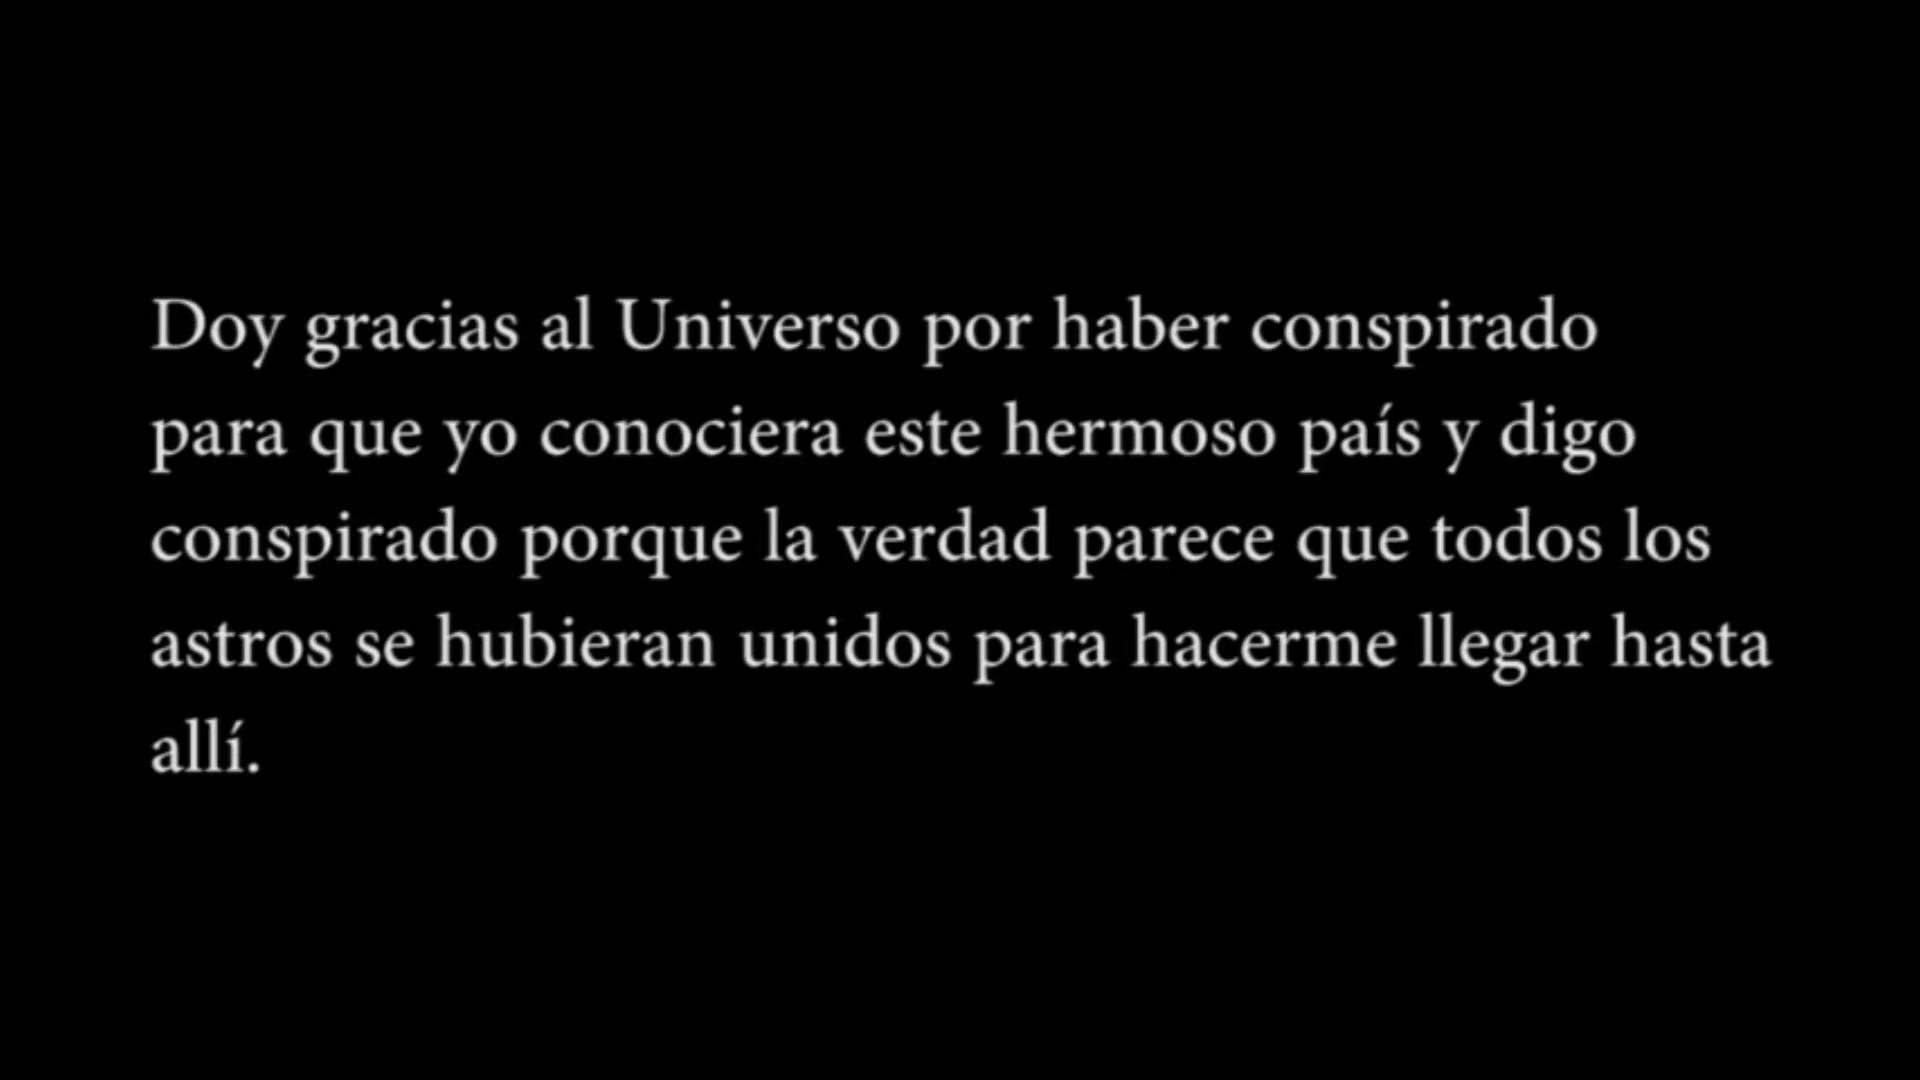 Doy gracias al Universo por haber conspirado
para que yo conociera este hermoso país y digo
conspirado porque la verdad parece que todos los
astros se hubieran unidos para hacerme llegar hasta
allí.